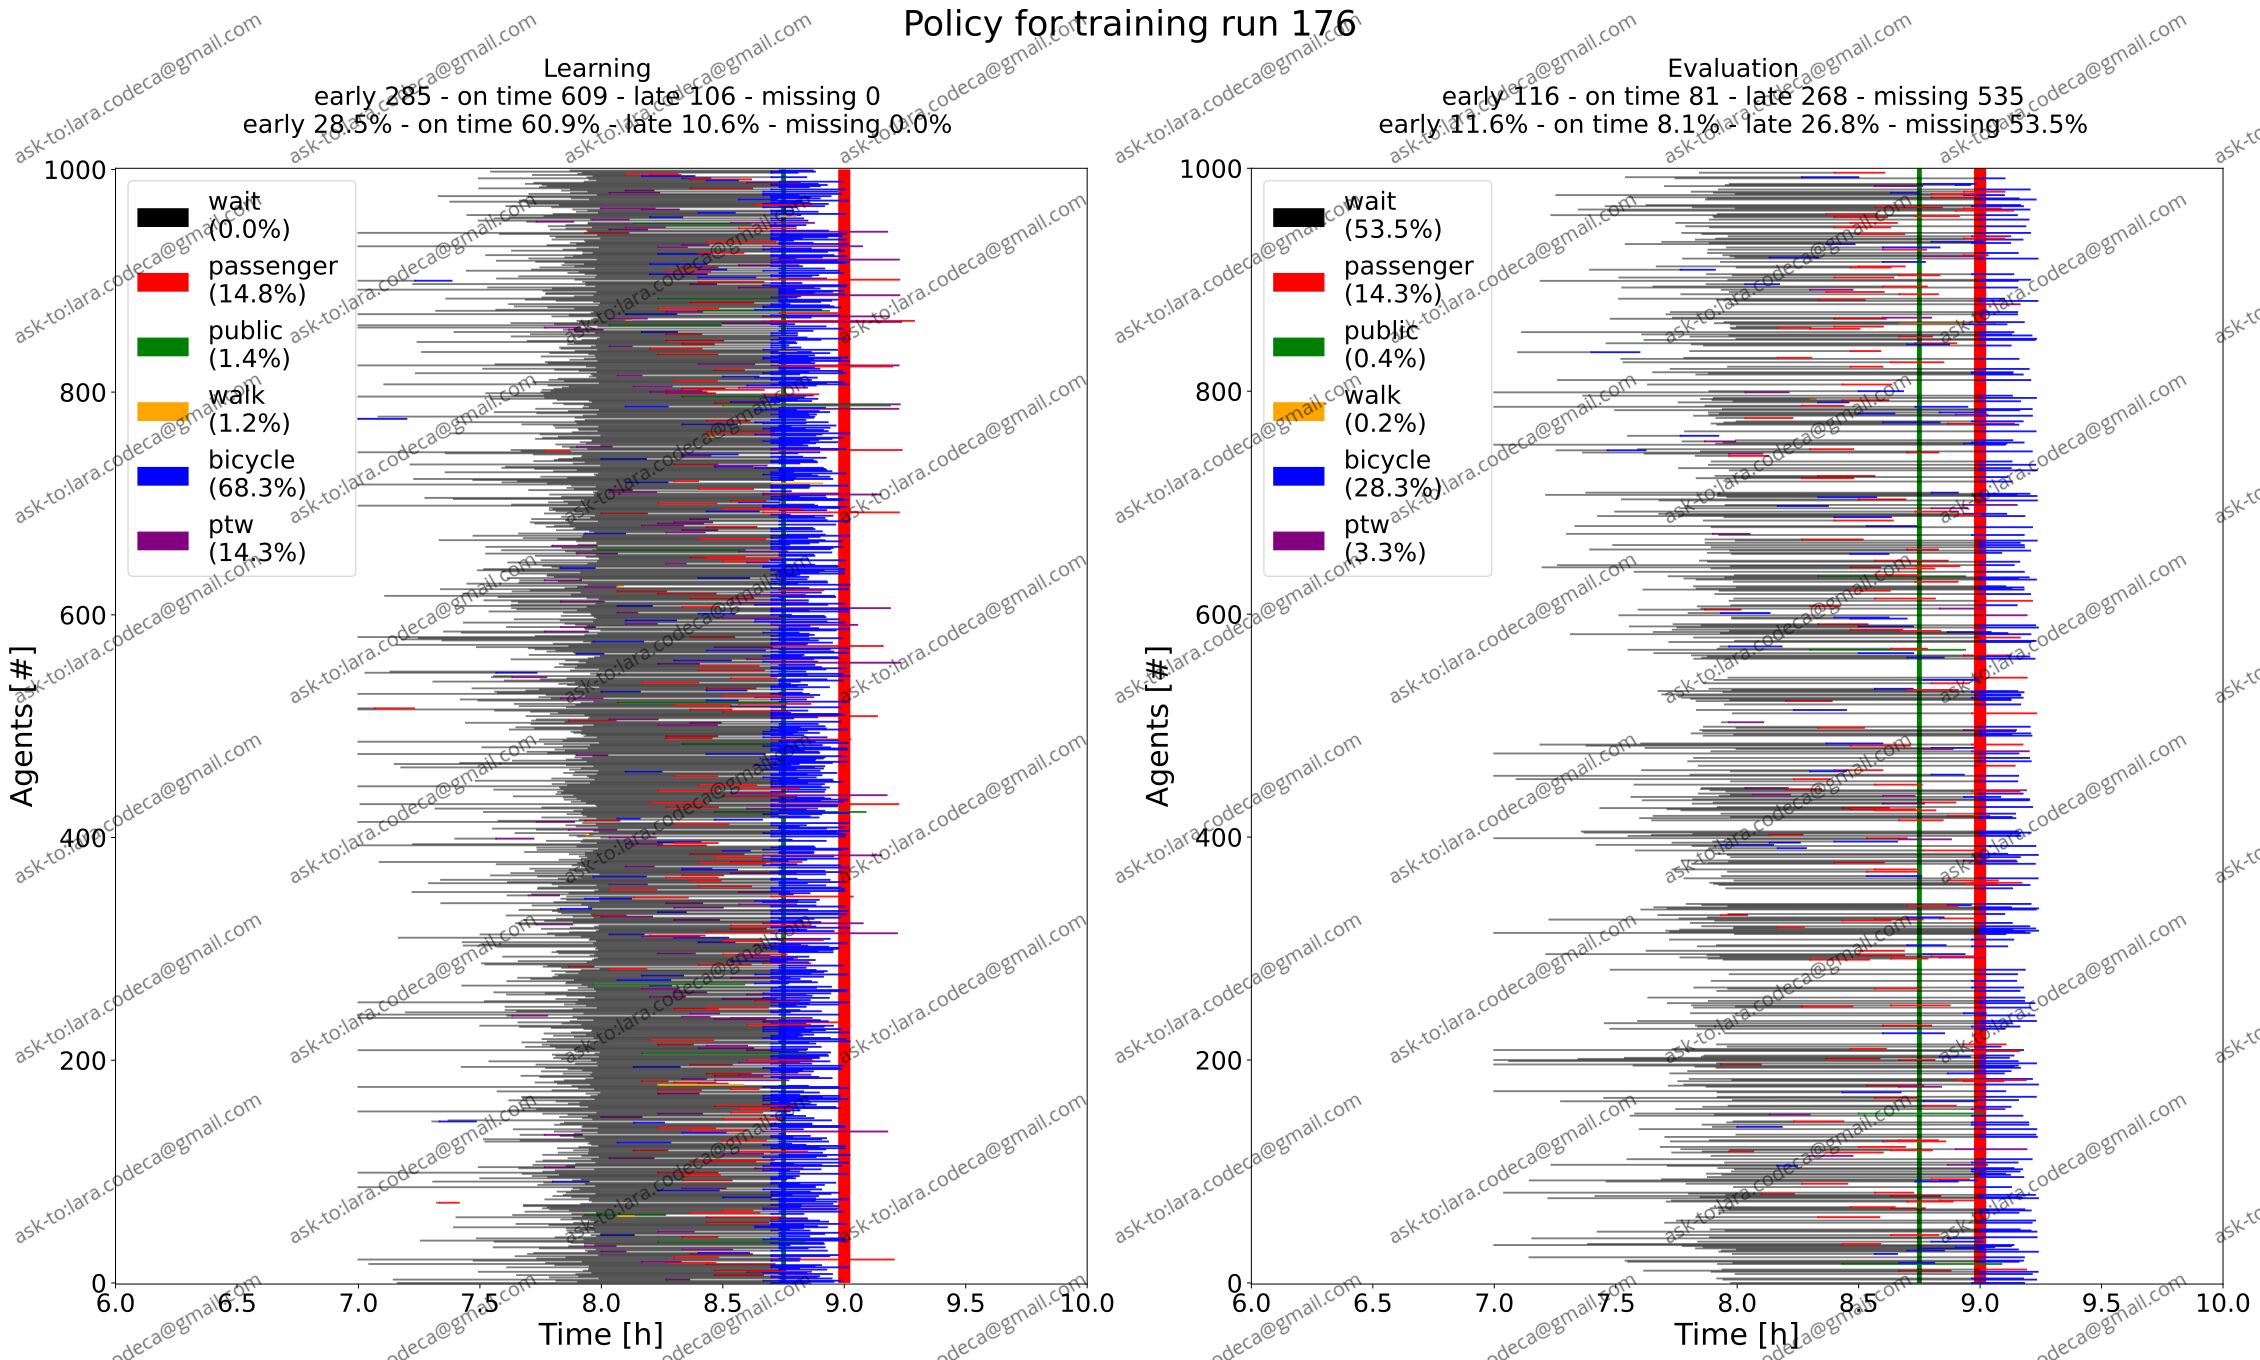 Policy for training run 176
Learning
early 285 - on time 609 - late 106 - missing 0
early 28.5% - on time 60.9% - late 10.6% - missing 0.0%
1000
800
600
400
200
0
Agents [#]
wait
(0.0%)
passenger
(14.8%)
public
(1.4%)
walk
(1.2%)
bicycle
(68.3%)
ptw
(14.3%)
6.0 6.5 7.0 7.5 8.0 8.5 9.0 9.5 10.0
Time [h]
Evaluation
early 116 - on time 81 - late 268 - missing 535
early 11.6% - on time 8.1% - late 26.8% - missing 53.5%
1000
800
600
400
200
0
Agents [#]
wait
(53.5%)
passenger
(14.3%)
public
(0.4%)
walk
(0.2%)
bicycle
(28.3%)
ptw
(3.3%)
6.0 6.5 7.0 7.5 8.0 8.5 9.0 9.5 10.0
Time [h]
ask-to:lara.codeca@gmail.com